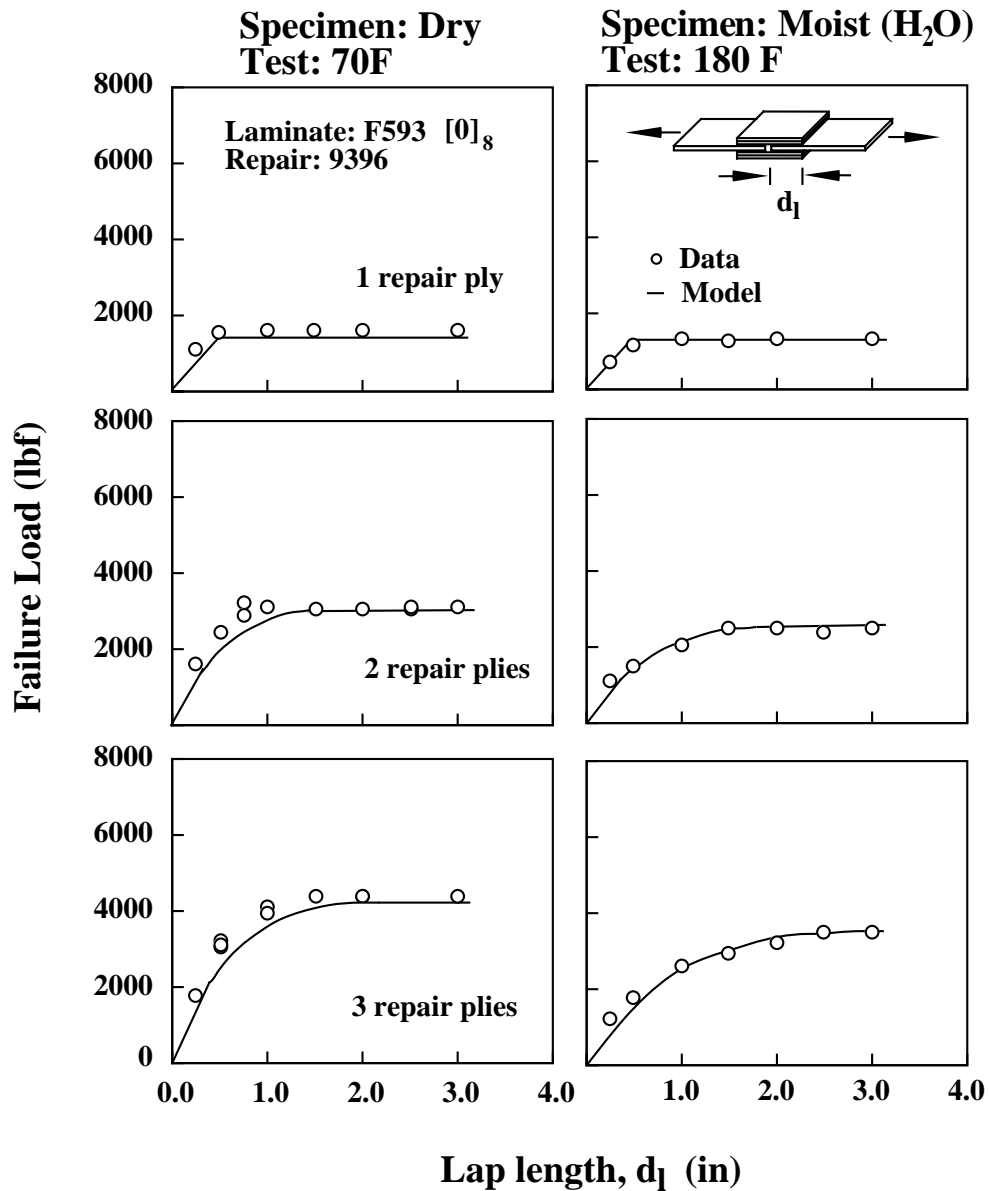 Specimen: Dry
Test: 70F
Specimen: Moist (H2O)
Test: 180 F
8000
6000
4000
2000
Laminate: F593 [0]8
Repair: 9396
1 repair ply
dl
Data
Model
8000
6000
4000
2000
2 repair plies
8000
6000
4000
2000
0
3 repair plies
0.0 1.0 2.0 3.0 4.0
1.0 2.0 3.0 4.0
Failure Load (lbf)
Lap length, dl (in)